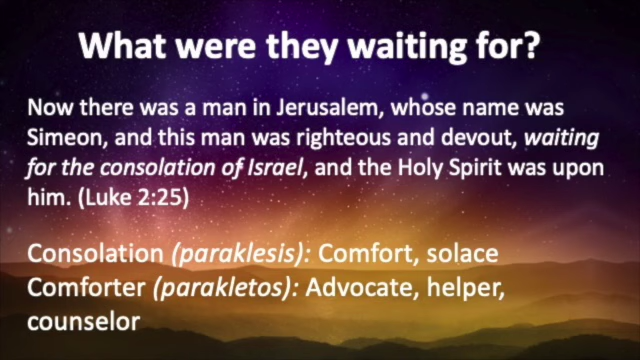 What were they waiting for?
Now there was a man in Jerusalem, whose name was
Simeon, and this man was righteous and devout, waiting
for the consolation of Israel, and the Holy Spirit was upon
him. (Luke 2:25)
Consolation (paraklesis): Comfort, solace
Comforter (parakletos): Advocate, helper,
counselor